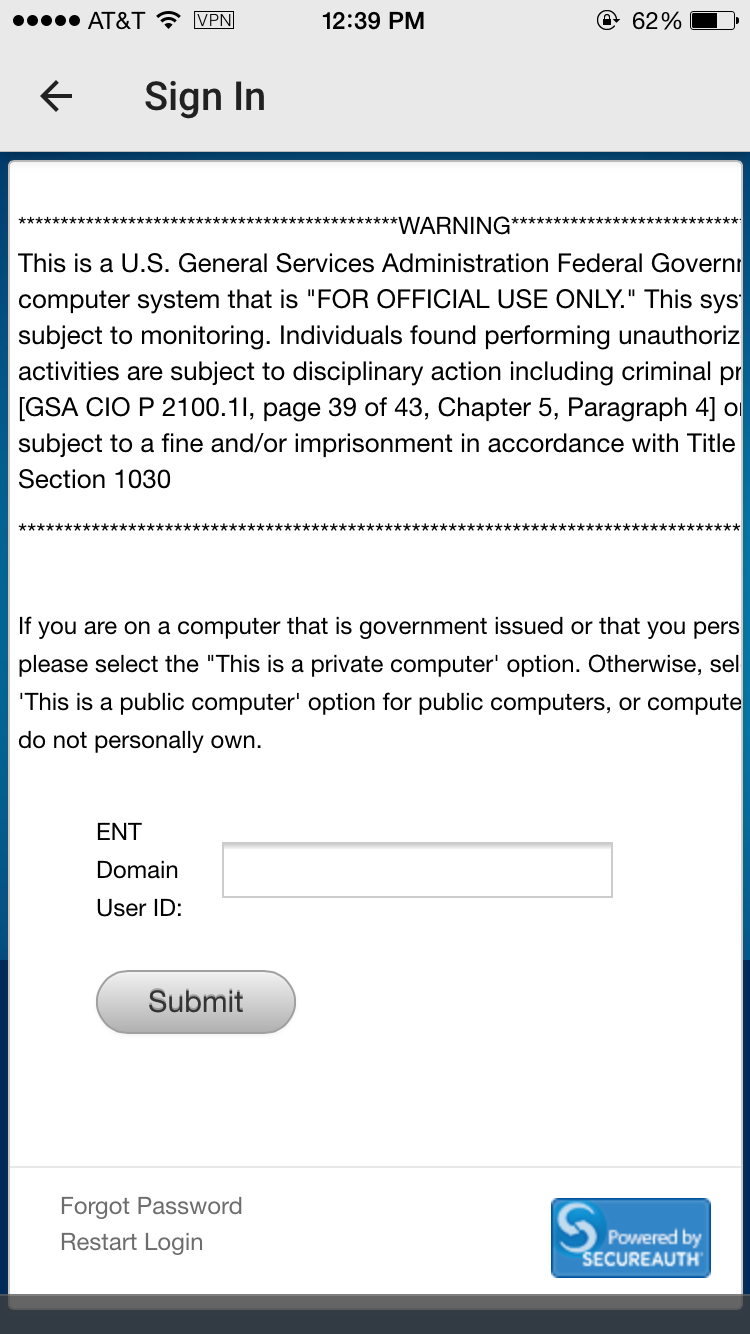 ●●●●● AT&T VPN 12:39 PM 62%
← Sign In
*********************************************WARNING***************************
This is a U.S. General Services Administration Federal Governm
computer system that is "FOR OFFICIAL USE ONLY." This sys
subject to monitoring. Individuals found performing unauthoriz
activities are subject to disciplinary action including criminal pr
[GSA CIO P 2100.1I, page 39 of 43, Chapter 5, Paragraph 4] o
subject to a fine and/or imprisonment in accordance with Title
Section 1030
*******************************************************************************
If you are on a computer that is government issued or that you pers
please select the "This is a private computer' option. Otherwise, sel
'This is a public computer' option for public computers, or compute
do not personally own.
ENT
Domain
User ID:
Submit
Forgot Password
Restart Login
Powered by
SECUREAUTH